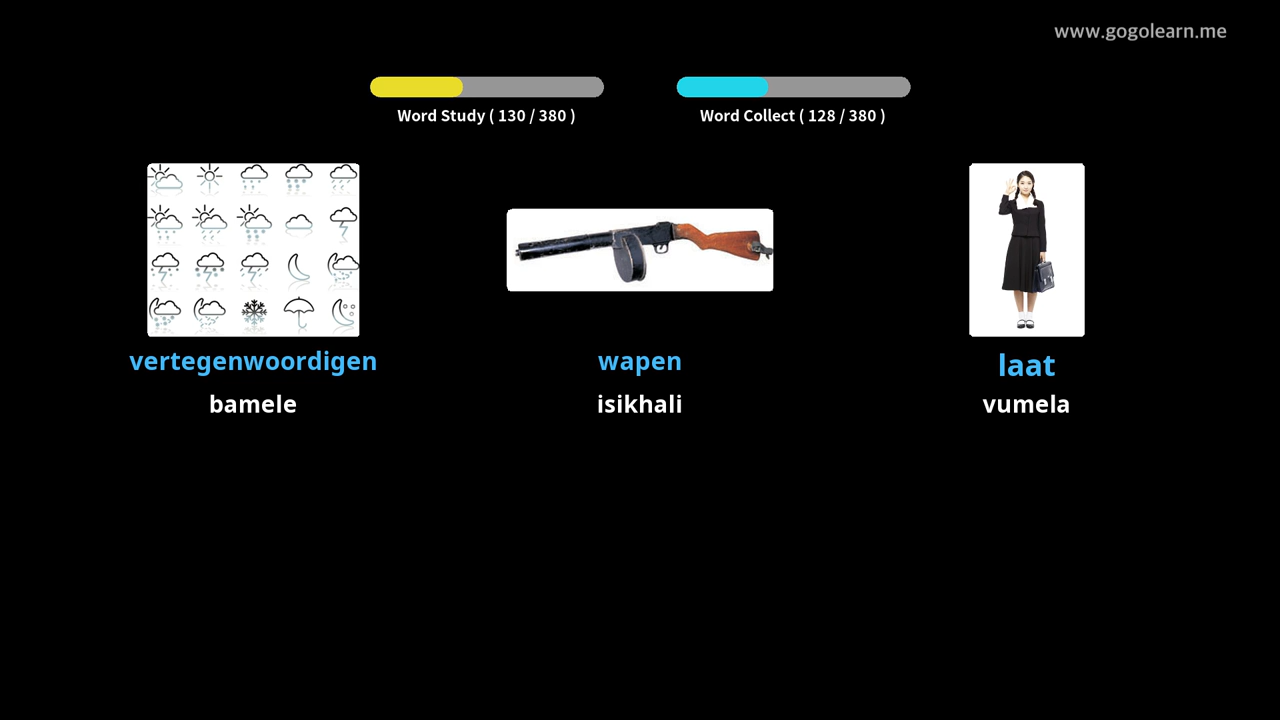 www.gogolearn.me
Word Study ( 130 / 380 )
Word Collect ( 128 / 380 )
vertegenwoordigen
bamele
wapen
isikhali
laat
vumela